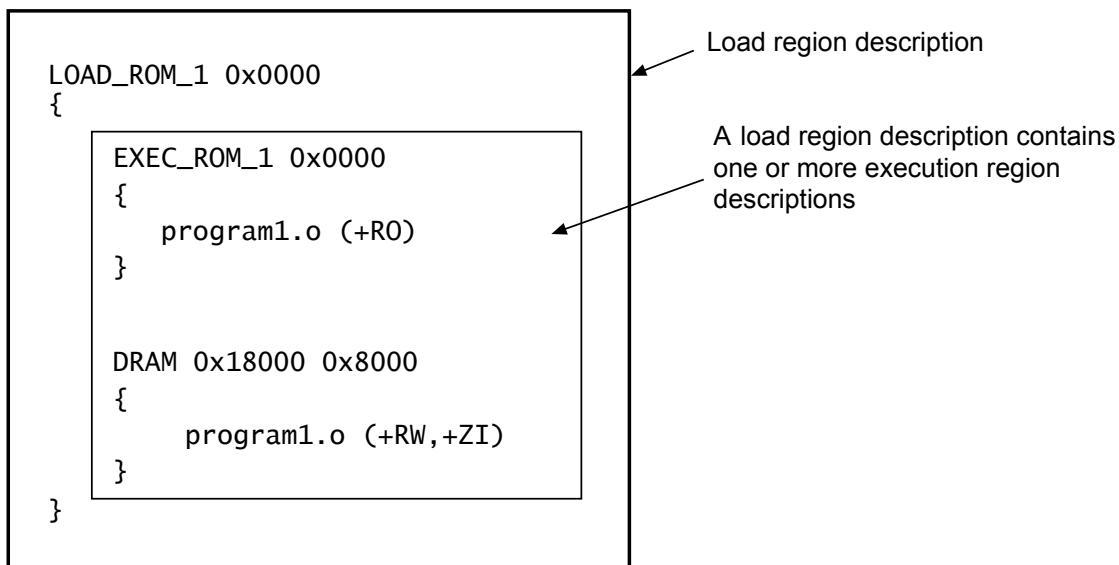 LOAD_ROM_1 0x0000
{
EXEC_ROM_1 0x0000
{
program1.o (+RO)
}
DRAM 0x18000 0x8000
{
program1.o (+RW,+ZI)
}
}
Load region description
A load region description contains
one or more execution region
descriptions